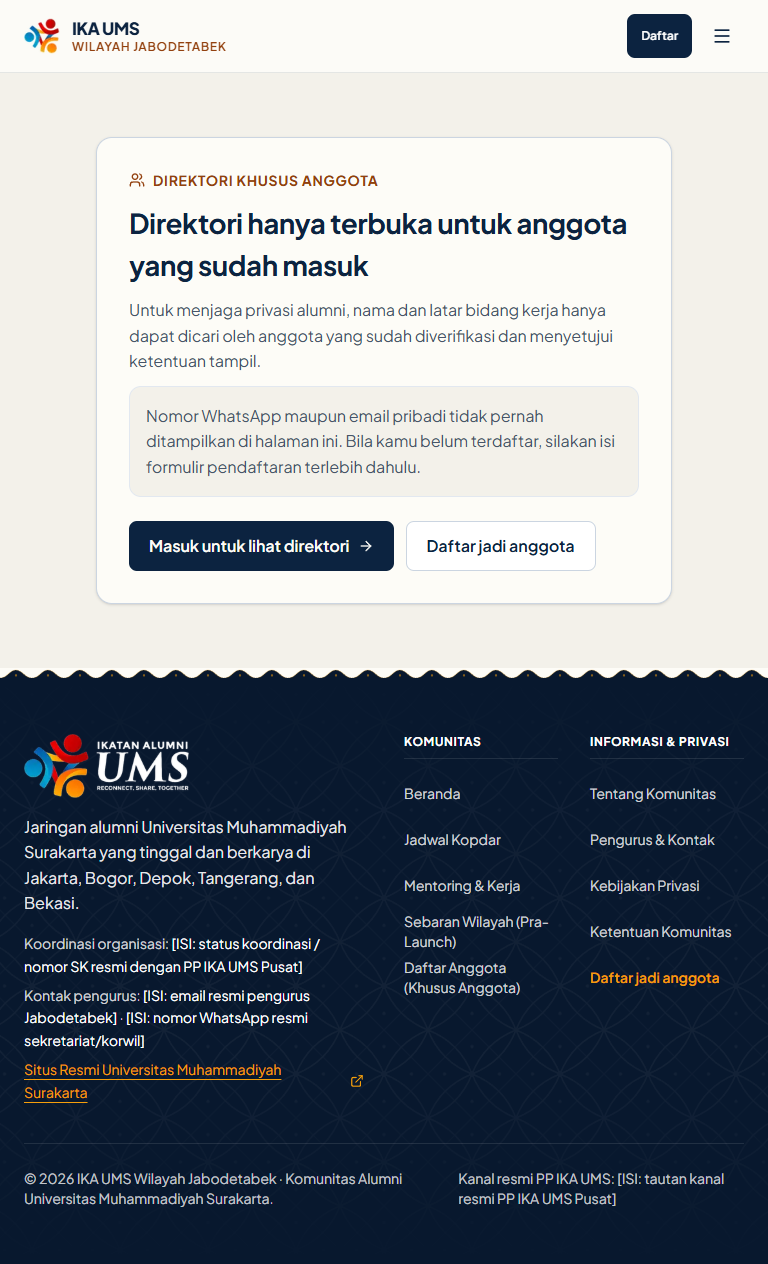 IKA UMS
WILAYAH JABODETABEK
Daftar
DIREKTORI KHUSUS ANGGOTA
Direktori hanya terbuka untuk anggota
yang sudah masuk
Untuk menjaga privasi alumni, nama dan latar bidang kerja hanya
dapat dicari oleh anggota yang sudah diverifikasi dan menyetujui
ketentuan tampil.
Nomor WhatsApp maupun email pribadi tidak pernah
ditampilkan di halaman ini. Bila kamu belum terdaftar, silakan isi
formulir pendaftaran terlebih dahulu.
Masuk untuk lihat direktori →
Daftar jadi anggota
IKATAN ALUMNI
UMS
RECONNECT, SHARE, TOGETHER
Jaringan alumni Universitas Muhammadiyah
Surakarta yang tinggal dan berkarya di
Jakarta, Bogor, Depok, Tangerang, dan
Bekasi.
Koordinasi organisasi: [ISI: status koordinasi /
nomor SK resmi dengan PP IKA UMS Pusat]
Kontak pengurus: [ISI: email resmi pengurus
Jabodetabek] · [ISI: nomor WhatsApp resmi
sekretariat/korwil]
Situs Resmi Universitas Muhammadiyah
Surakarta
KOMUNITAS
Beranda
Jadwal Kopdar
Mentoring & Kerja
Sebaran Wilayah (Pra-
Launch)
Daftar Anggota
(Khusus Anggota)
INFORMASI & PRIVASI
Tentang Komunitas
Pengurus & Kontak
Kebijakan Privasi
Ketentuan Komunitas
Daftar jadi anggota
© 2026 IKA UMS Wilayah Jabodetabek · Komunitas Alumni
Universitas Muhammadiyah Surakarta.
Kanal resmi PP IKA UMS: [ISI: tautan kanal
resmi PP IKA UMS Pusat]